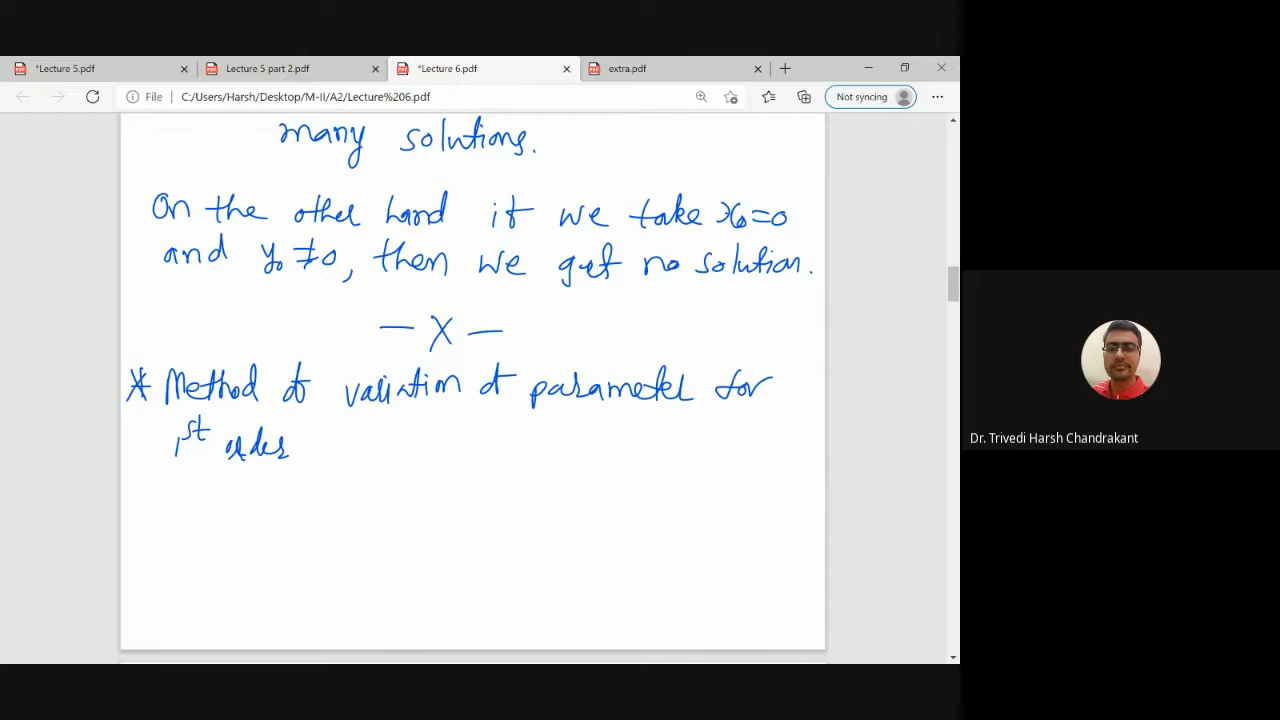 *Lecture 5.pdf
Lecture 5 part 2.pdf
*Lecture 6.pdf
extra.pdf
File
C:/Users/Harsh/Desktop/M-II/A2/Lecture%206.pdf
Not syncing
many solutions.
On the other hand if we take x₀=0
and y₀≠0, then we get no solution.
— X —
* Method of variation of parameter for
1st order
Dr. Trivedi Harsh Chandrakant